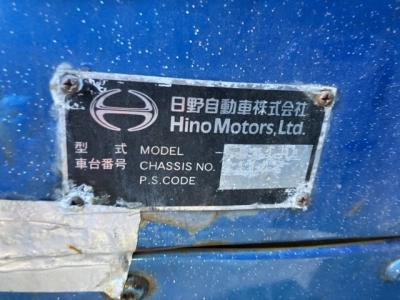 日野自動車株式会社
Hino Motors, Ltd.
型 式 MODEL
車台番号 CHASSIS NO.
P.S. CODE